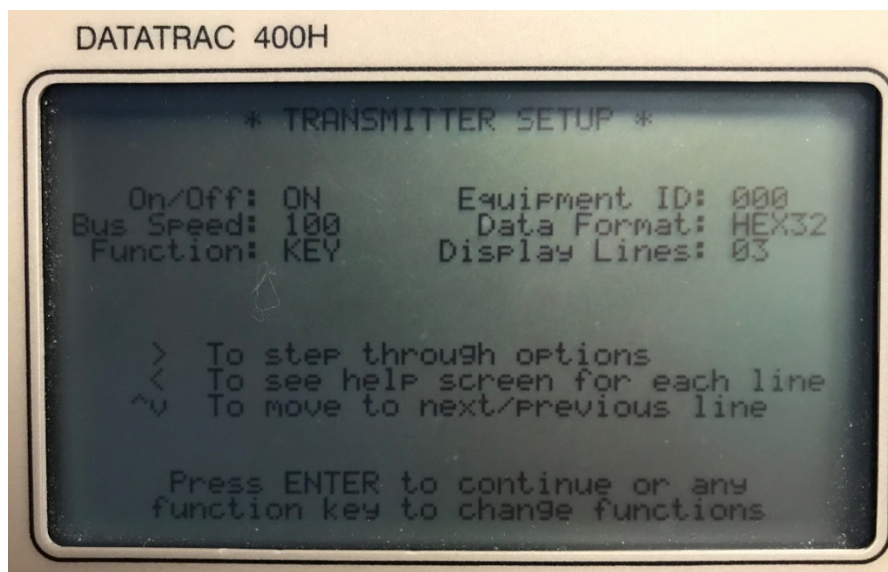 DATATRAC 400H
* TRANSMITTER SETUP *
On/Off: ON Equipment ID: 000
Bus Speed: 100 Data Format: HEX32
Function: KEY Display Lines: 03
> To step through options
< To see help screen for each line
^v To move to next/previous line
Press ENTER to continue or any
function key to change functions